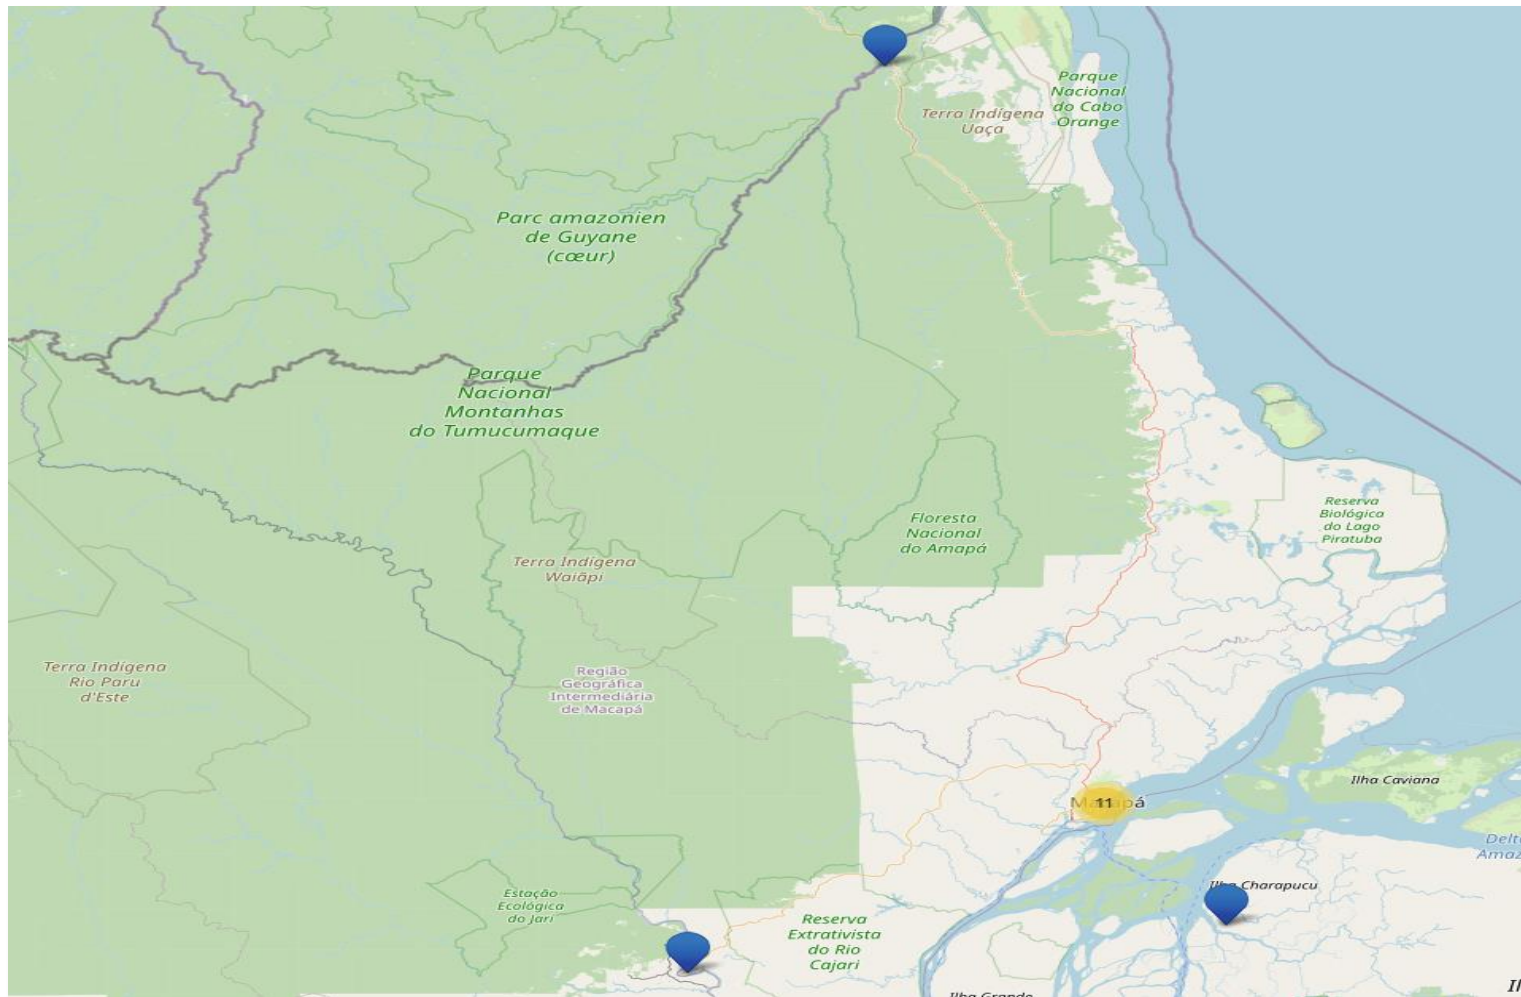 Parque
Nacional
do Cabo
Orange
Terra Indígena
Uaçá
Parc amazonien
de Guyane
(cœur)
Parque
Nacional
Montanhas
do Tumucumaque
Reserva
Biológica
do Lago
Piratuba
Floresta
Nacional
do Amapá
Terra Indígena
Waiãpi
Terra Indígena
Rio Paru
d'Este
Região
Geográfica
Intermediária
de Macapá
Ilha Caviana
11
Delt
Amaz
Charapucu
Estação
Ecológica
do Jari
Reserva
Extrativista
do Rio
Cajari
Ilha Grande